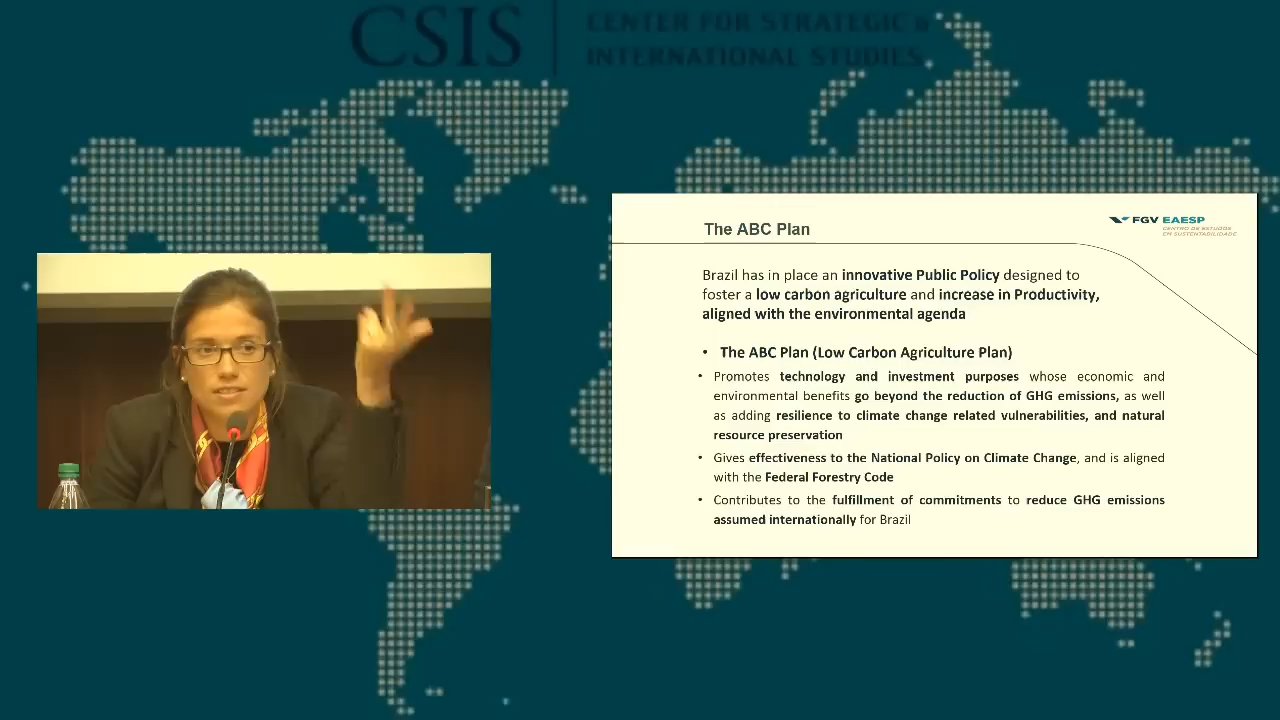 CSIS
CENTER FOR STRATEGIC &
INTERNATIONAL STUDIES
The ABC Plan
FGV EAESP
CENTRO DE ESTUDOS
EM SUSTENTABILIDADE
Brazil has in place an innovative Public Policy designed to
foster a low carbon agriculture and increase in Productivity,
aligned with the environmental agenda
• The ABC Plan (Low Carbon Agriculture Plan)
• Promotes technology and investment purposes whose economic and
environmental benefits go beyond the reduction of GHG emissions, as well
as adding resilience to climate change related vulnerabilities, and natural
resource preservation
• Gives effectiveness to the National Policy on Climate Change, and is aligned
with the Federal Forestry Code
• Contributes to the fulfillment of commitments to reduce GHG emissions
assumed internationally for Brazil